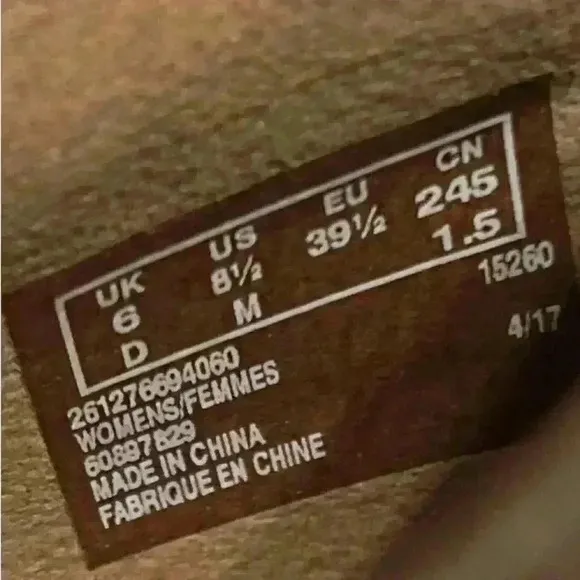 UK US EU CN
6 8½ 39½ 245
D M 1.5
261276694060 15260
WOMENS/FEMMES 4/17
60897829
MADE IN CHINA
FABRIQUE EN CHINE